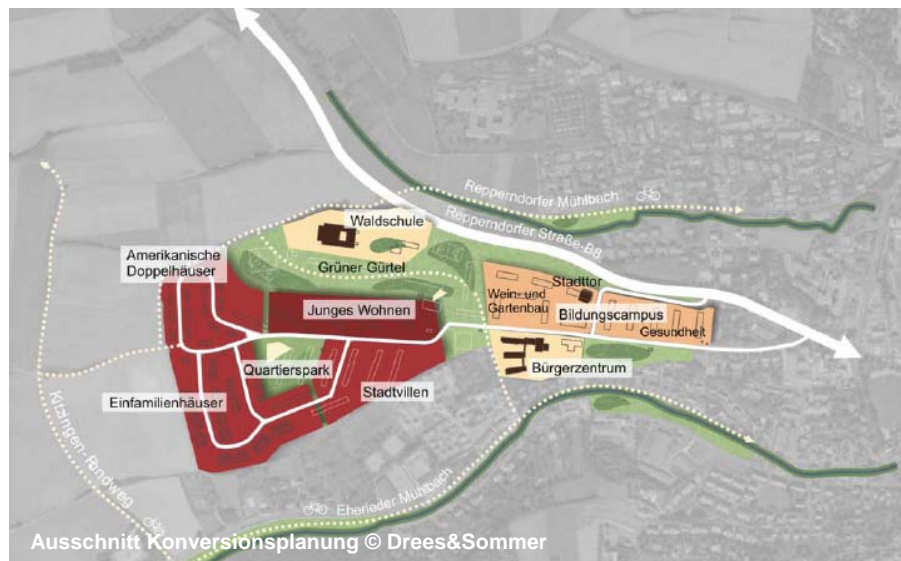 Repperndorfer Mühlbach
Waldschule
Repperndorfer Straße-B8
Amerikanische
Doppelhäuser
Grüner Gürtel
Stadttor
Wein- und
Gartenbau
Junges Wohnen
Bildungscampus
Gesundheit
Quartierspark
Bürgerzentrum
Einfamilienhäuser
Stadtvillen
Kitzingen-Rundweg
Eherieder Mühlbach
Ausschnitt Konversionsplanung © Drees&Sommer